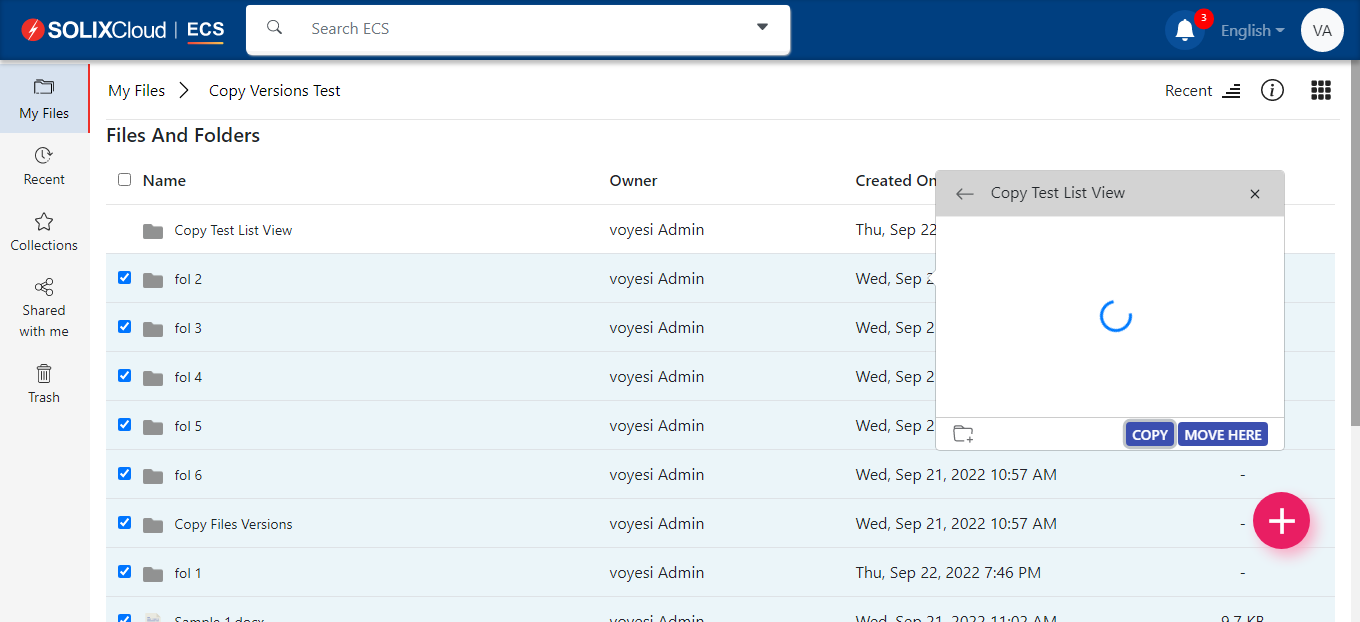 SOLIXCloud | ECS
Search ECS
3
English
VA
My Files
Recent
Collections
Shared
with me
Trash
My Files
Copy Versions Test
Recent
Files And Folders
Name Owner Created On
Copy Test List View voyesi Admin Thu, Sep 22
fol 2 voyesi Admin Wed, Sep 2
fol 3 voyesi Admin Wed, Sep 2
fol 4 voyesi Admin Wed, Sep 2
fol 5 voyesi Admin Wed, Sep 2
fol 6 voyesi Admin Wed, Sep 21, 2022 10:57 AM -
Copy Files Versions voyesi Admin Wed, Sep 21, 2022 10:57 AM -
fol 1 voyesi Admin Thu, Sep 22, 2022 7:46 PM -
Sample 1.docx voyesi Admin Wed, Sep 21, 2022 11:02 AM 9.7 KB
Copy Test List View
COPY
MOVE HERE